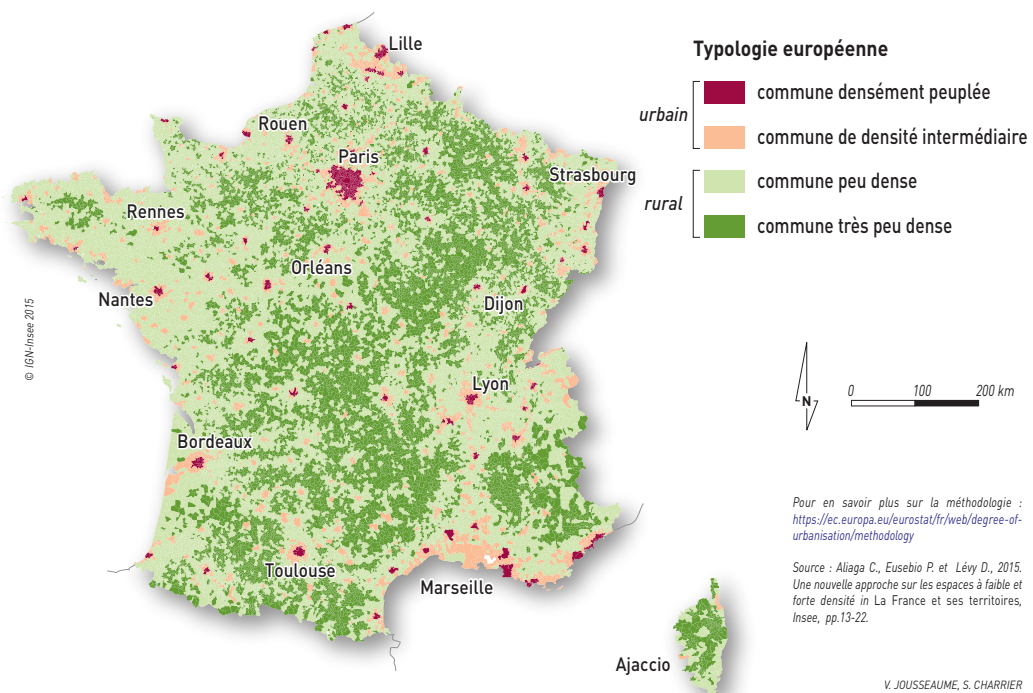 Lille
Rouen
Paris
Strasbourg
Rennes
Orléans
Nantes
Dijon
Lyon
Bordeaux
Toulouse
Marseille
Ajaccio
© IGN-Insee 2015
Typologie européenne
urbain
commune densément peuplée
commune de densité intermédiaire
rural
commune peu dense
commune très peu dense
N
0 100 200 km
Pour en savoir plus sur la méthodologie :
https://ec.europa.eu/eurostat/fr/web/degree-of-
urbanisation/methodology
Source : Aliaga C., Eusebio P. et Lévy D., 2015.
Une nouvelle approche sur les espaces à faible et
forte densité in La France et ses territoires,
Insee, pp.13-22.
V. JOUSSEAUME, S. CHARRIER